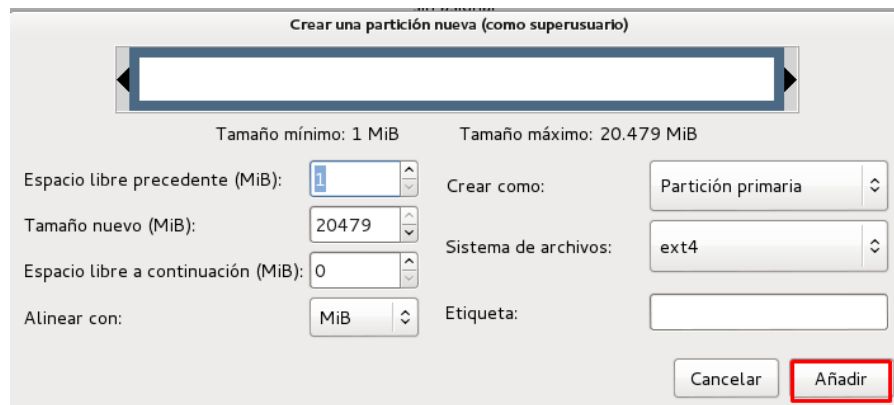 Crear una partición nueva (como superusuario)
Tamaño mínimo: 1 MiB Tamaño máximo: 20.479 MiB
Espacio libre precedente (MiB): 1
Tamaño nuevo (MiB): 20479
Espacio libre a continuación (MiB): 0
Alinear con: MiB
Crear como: Partición primaria
Sistema de archivos: ext4
Etiqueta:
Cancelar Añadir